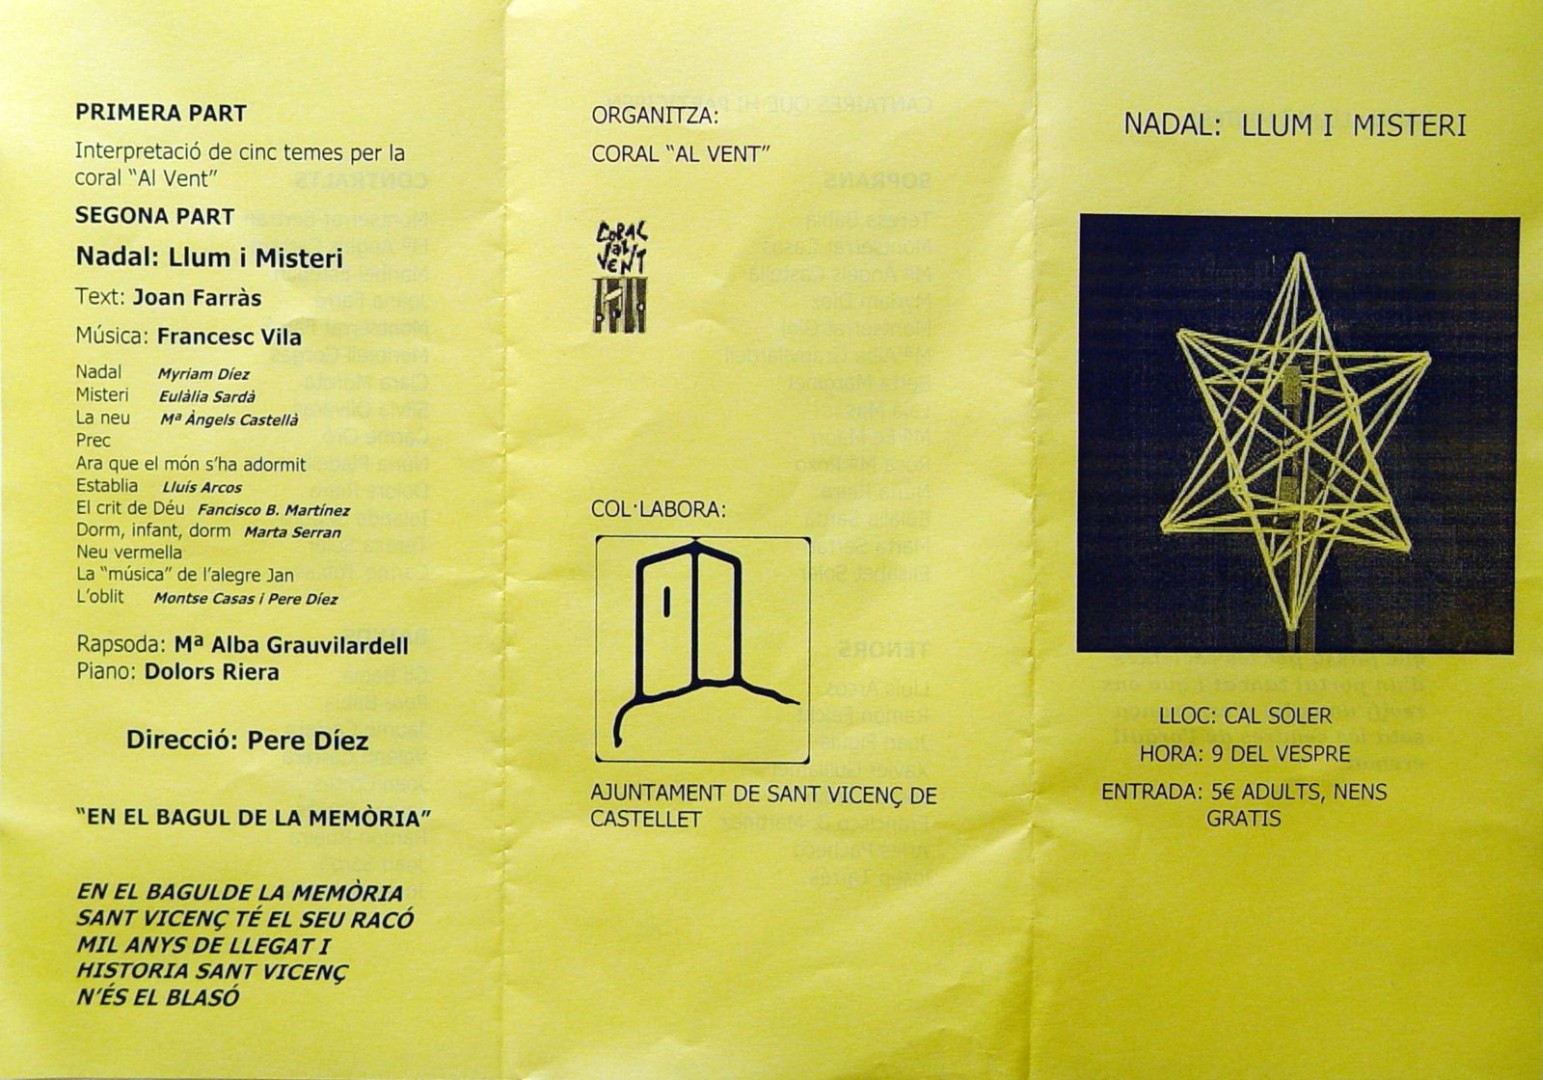 PRIMERA PART
Interpretació de cinc temes per la
coral “Al Vent”
SEGONA PART
Nadal: Llum i Misteri
Text: Joan Farràs
Música: Francesc Vila
Nadal Myriam Díez
Misteri Eulàlia Sardà
La neu Mª Àngels Castellà
Prec
Ara que el món s’ha adormit
Establia Lluís Arcos
El crit de Déu Fancisco B. Martínez
Dorm, infant, dorm Marta Serran
Neu vermella
La “música” de l’alegre Jan
L’oblit Montse Casas i Pere Díez
Rapsoda: Mª Alba Grauvilardell
Piano: Dolors Riera
Direcció: Pere Díez
“EN EL BAGUL DE LA MEMÒRIA”
EN EL BAGULDE LA MEMÒRIA
SANT VICENÇ TÉ EL SEU RACÓ
MIL ANYS DE LLEGAT I
HISTORIA SANT VICENÇ
N’ÉS EL BLASÓ
ORGANITZA:
CORAL “AL VENT”
CORAL
al
VENT
COL·LABORA:
AJUNTAMENT DE SANT VICENÇ DE
CASTELLET
NADAL: LLUM I MISTERI
LLOC: CAL SOLER
HORA: 9 DEL VESPRE
ENTRADA: 5€ ADULTS, NENS
GRATIS